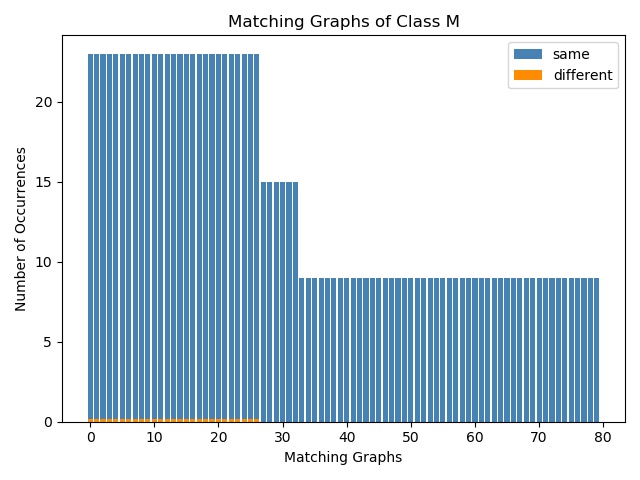 Matching Graphs of Class M
same
different
Number of Occurrences
20
15
10
5
0
0 10 20 30 40 50 60 70 80
Matching Graphs